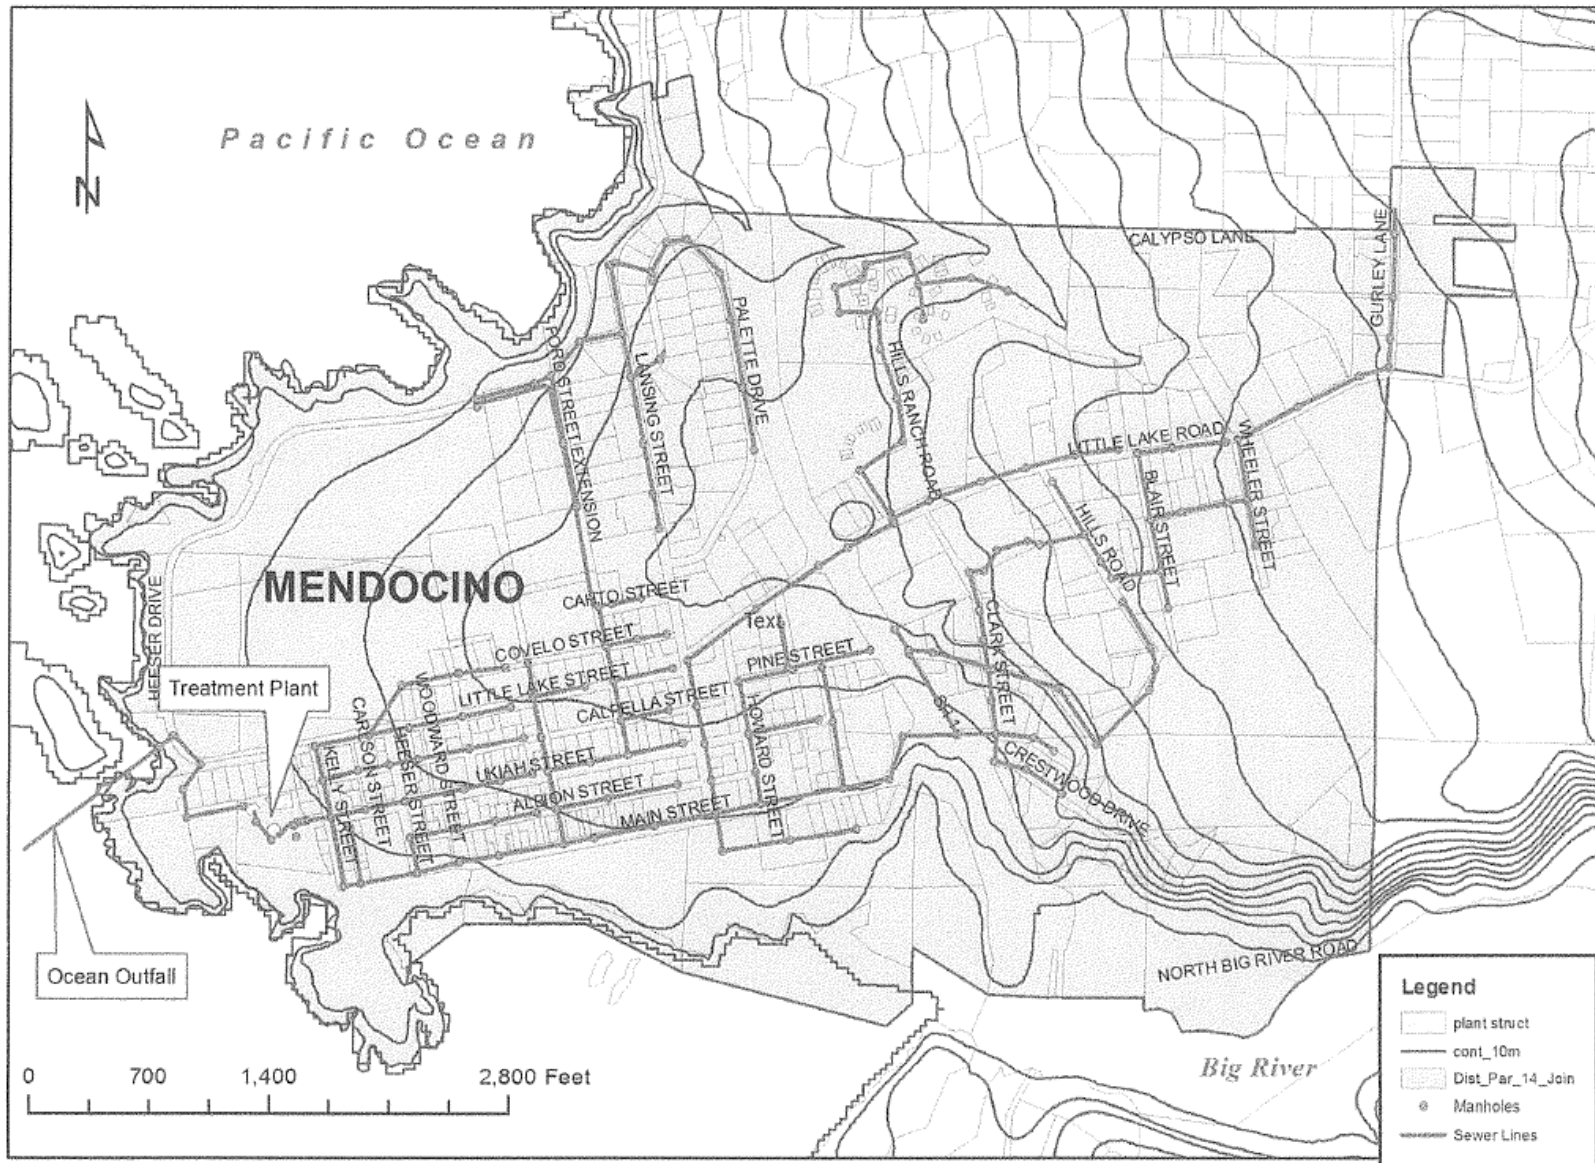 Pacific Ocean
N
CALYPSO LANE
GURLEY LANE
PALETTE DRIVE
FORD STREET EXTENSION
LANSING STREET
HILLS RANCH ROAD
LITTLE LAKE ROAD
WHEELER STREET
BLAIR STREET
HILLS ROAD
MENDOCINO
HEESER DRIVE
CAHTO STREET
COVELO STREET
Text
CLARK STREET
PINE STREET
Treatment Plant
WOODWARD STREET
LITTLE LAKE STREET
CALPELLA STREET
HOWARD STREET
SR 1
CARLSON STREET
HEESER STREET
KELLY STREET
UKIAH STREET
ALBION STREET
MAIN STREET
CRESTWOOD DRIVE
Ocean Outfall
NORTH BIG RIVER ROAD
Big River
0 700 1,400 2,800 Feet
Legend
plant struct
cont_10m
Dist_Par_14_Join
Manholes
Sewer Lines